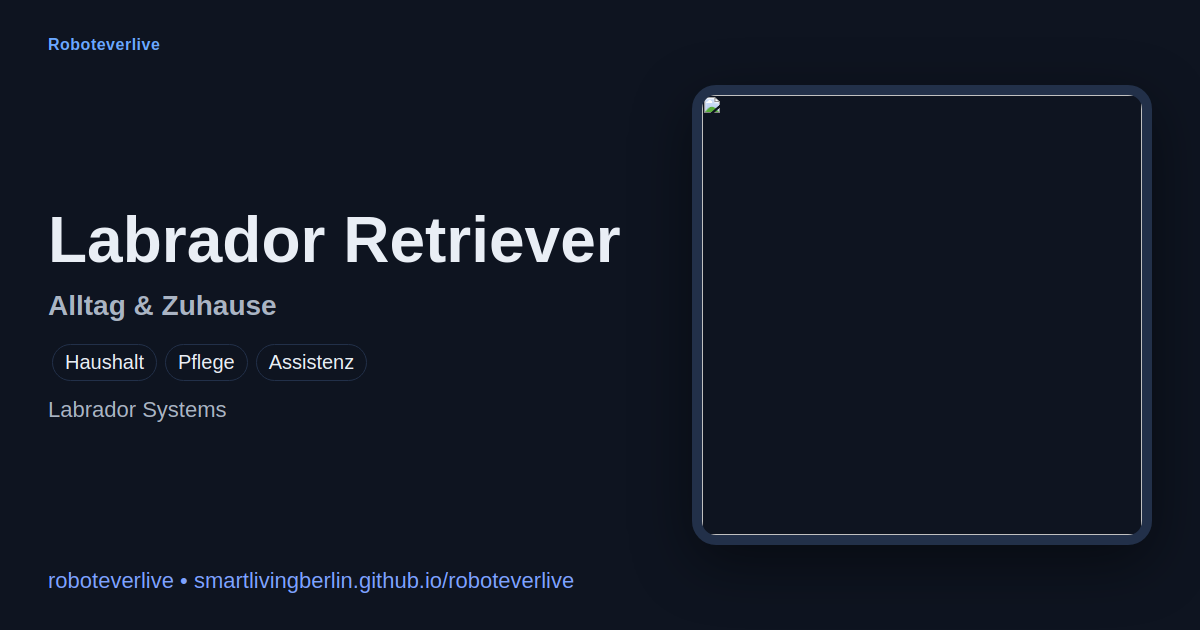 Roboteverlive
Labrador Retriever
Alltag & Zuhause
Haushalt Pflege Assistenz
Labrador Systems
roboteverlive • smartlivingberlin.github.io/roboteverlive